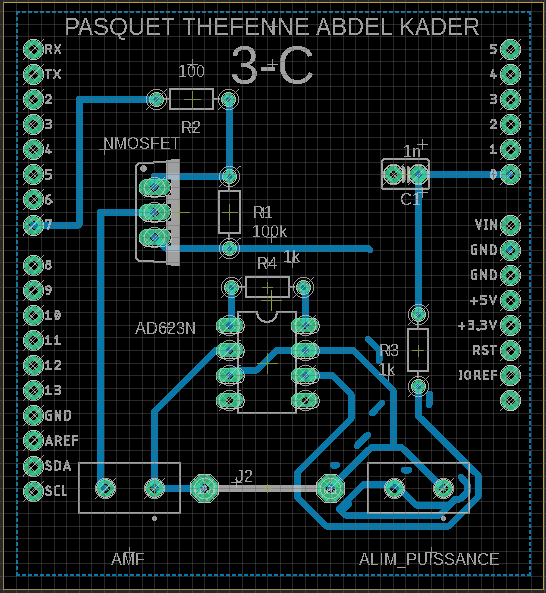 PASQUET THEFENNE ABDEL KADER
3-C
RX
TX
2
3
4
5
6
7
8
9
10
11
12
13
GND
AREF
SDA
SCL
100
R2
NMOSFET
R1
100k
1k
R4
AD623N
R3
1k
J2
1n
C1
5
4
3
2
1
0
VIN
GND
GND
+5V
+3.3V
RST
IOREF
AMF
ALIM_PUISSANCE